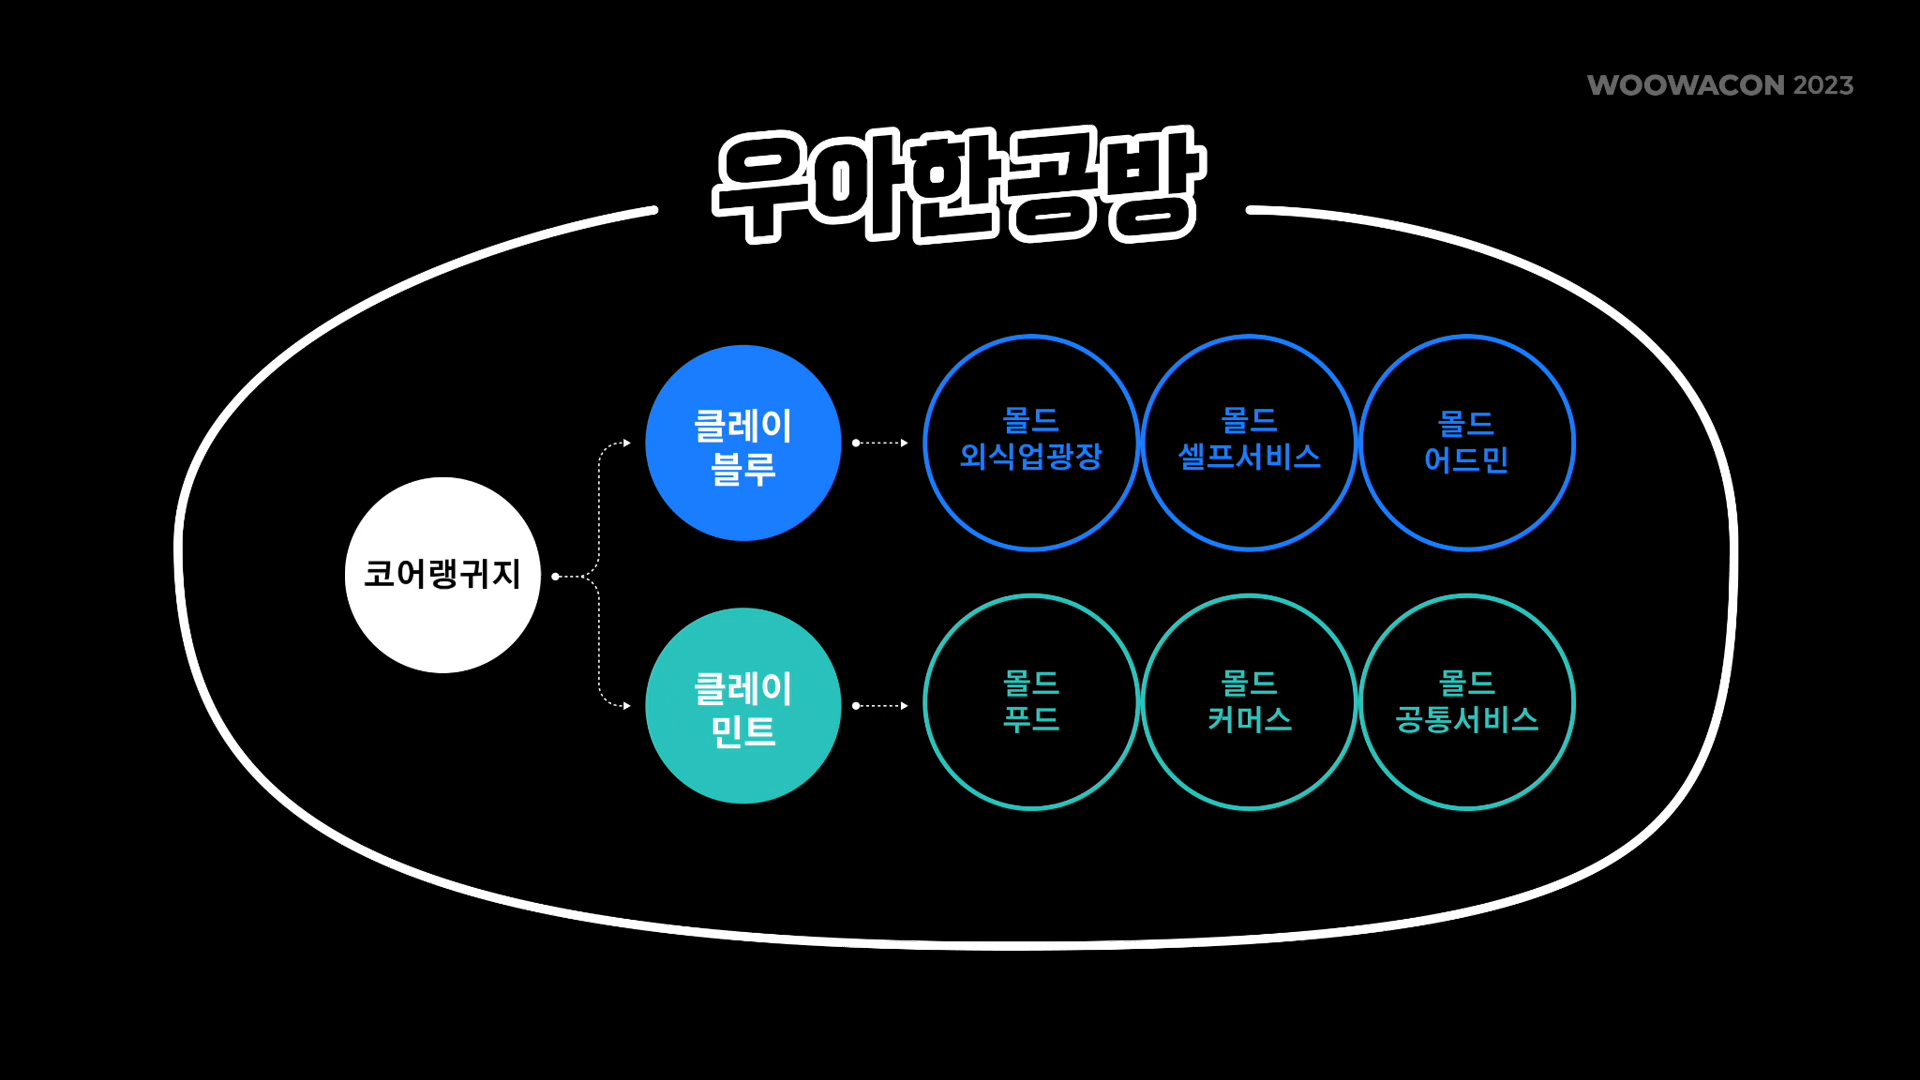 WOOWACON 2023
우아한공방
코어랭귀지
클레이
블루
몰드
외식업광장
몰드
셀프서비스
몰드
어드민
클레이
민트
몰드
푸드
몰드
커머스
몰드
공통서비스